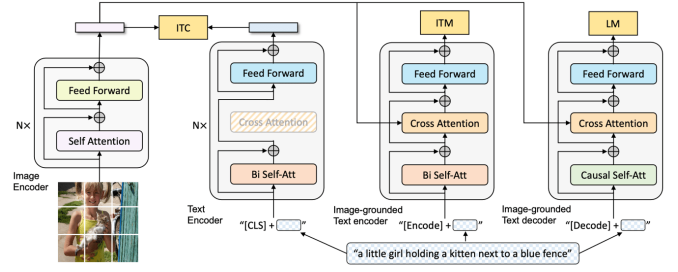 ITC
ITM
LM
Feed Forward
Self Attention
N×
Image
Encoder
Feed Forward
Cross Attention
Bi Self-Att
N×
Text
Encoder
"[CLS] + "
Feed Forward
Cross Attention
Bi Self-Att
Image-grounded
Text encoder
"[Encode] + "
Feed Forward
Cross Attention
Causal Self-Att
Image-grounded
Text decoder
"[Decode] + "
"a little girl holding a kitten next to a blue fence"